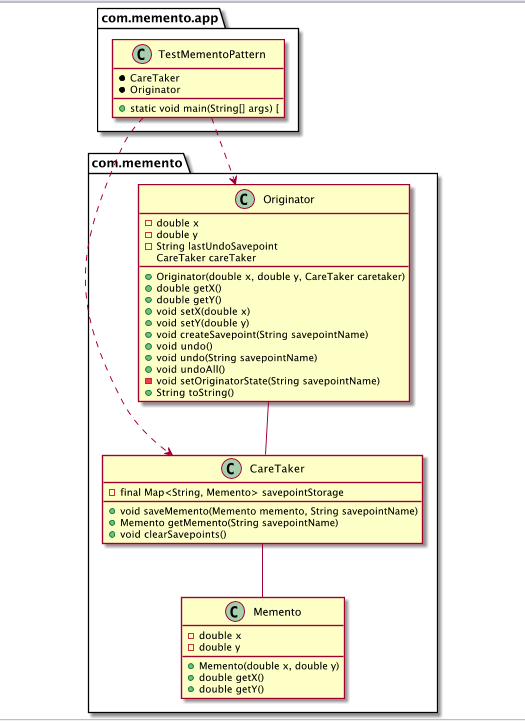 com.memento.app
C TestMementoPattern
CareTaker
Originator
static void main(String[] args) [
com.memento
C Originator
double x
double y
String lastUndoSavepoint
CareTaker careTaker
Originator(double x, double y, CareTaker caretaker)
double getX()
double getY()
void setX(double x)
void setY(double y)
void createSavepoint(String savepointName)
void undo()
void undo(String savepointName)
void undoAll()
void setOriginatorState(String savepointName)
String toString()
C CareTaker
final Map<String, Memento> savepointStorage
void saveMemento(Memento memento, String savepointName)
Memento getMemento(String savepointName)
void clearSavepoints()
C Memento
double x
double y
Memento(double x, double y)
double getX()
double getY()